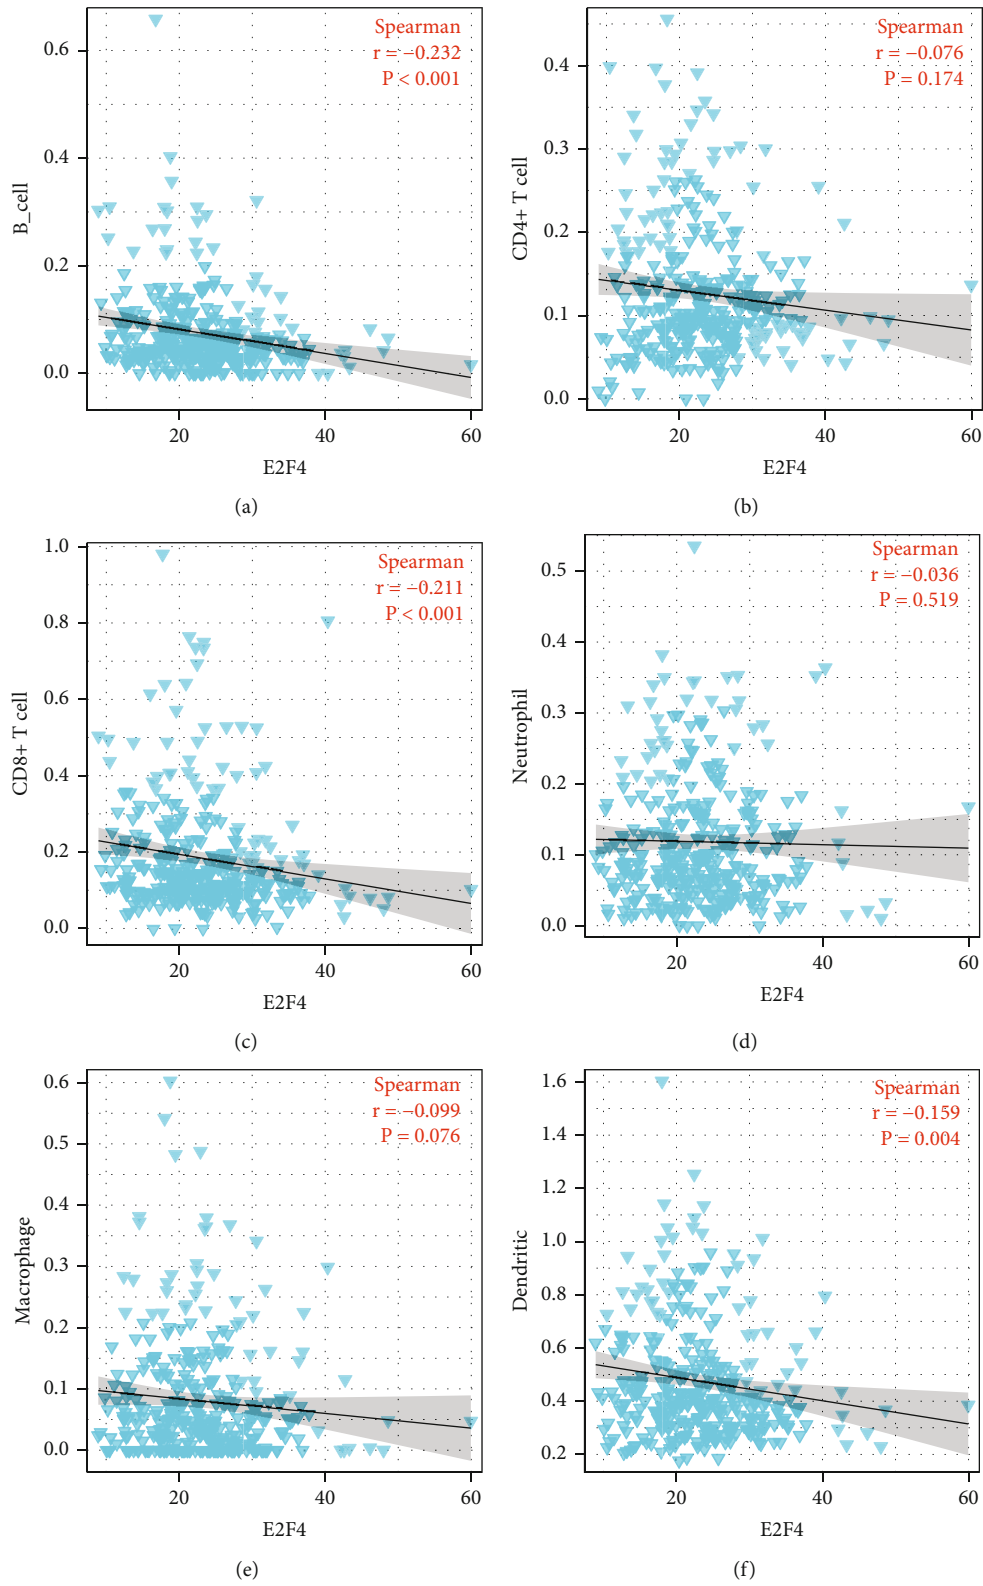 Spearman
r = −0.232
P < 0.001
0.6
0.4
0.2
0.0
B_cell
20
40
60
E2F4
(a)
Spearman
r = −0.076
P = 0.174
0.4
0.3
0.2
0.1
0.0
CD4+ T cell
20
40
60
E2F4
(b)
Spearman
r = −0.211
P < 0.001
1.0
0.8
0.6
0.4
0.2
0.0
CD8+ T cell
20
40
60
E2F4
(c)
Spearman
r = −0.036
P = 0.519
0.5
0.4
0.3
0.2
0.1
0.0
Neutrophil
20
40
60
E2F4
(d)
Spearman
r = −0.099
P = 0.076
0.6
0.5
0.4
0.3
0.2
0.1
0.0
Macrophage
20
40
60
E2F4
(e)
Spearman
r = −0.159
P = 0.004
1.6
1.4
1.2
1.0
0.8
0.6
0.4
0.2
Dendritic
20
40
60
E2F4
(f)